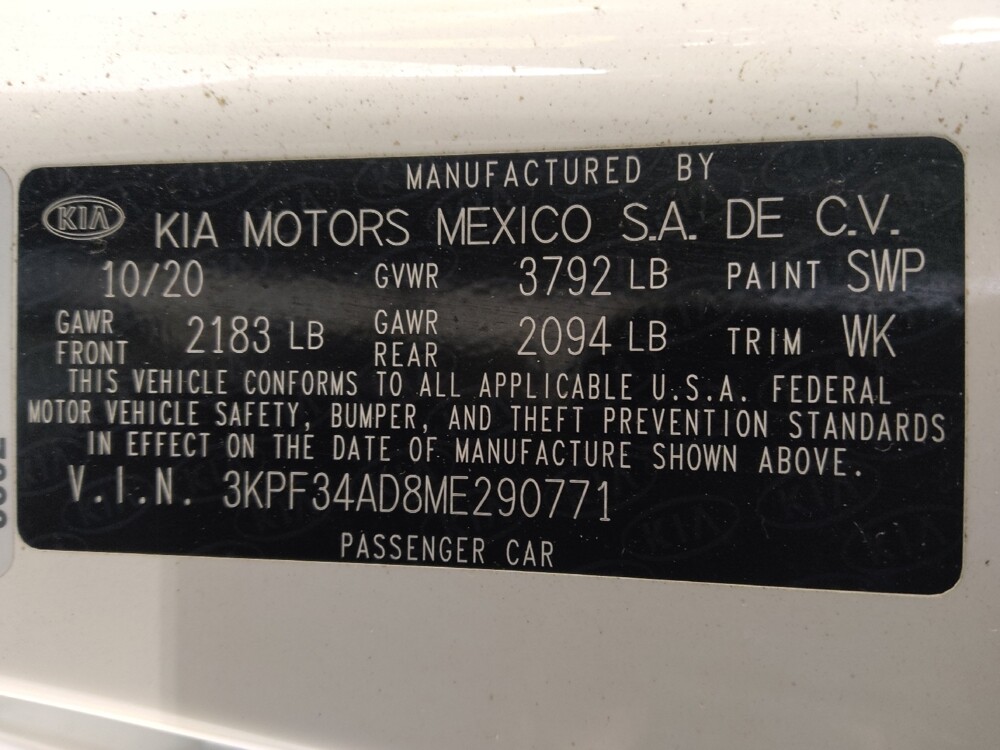 MANUFACTURED BY
KIA KIA MOTORS MEXICO S.A. DE C.V.
10/20 GVWR 3792 LB PAINT SWP
GAWR FRONT 2183 LB GAWR REAR 2094 LB TRIM WK
THIS VEHICLE CONFORMS TO ALL APPLICABLE U.S.A. FEDERAL
MOTOR VEHICLE SAFETY, BUMPER, AND THEFT PREVENTION STANDARDS
IN EFFECT ON THE DATE OF MANUFACTURE SHOWN ABOVE.
V.I.N. 3KPF34AD8ME290771
PASSENGER CAR